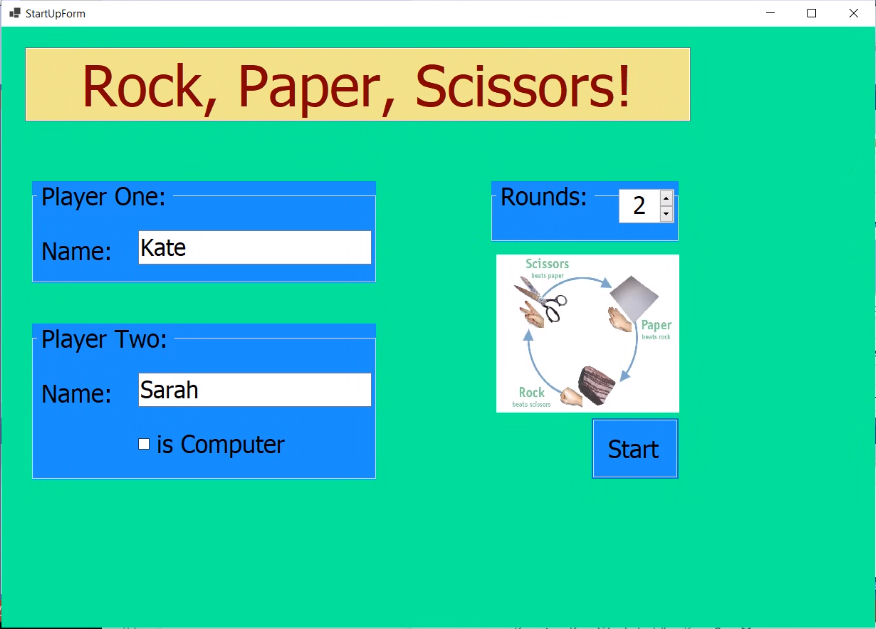 StartUpForm
Rock, Paper, Scissors!
Player One:
Name: Kate
Player Two:
Name: Sarah
is Computer
Rounds: 2
Scissors
beats paper
Paper
beats rock
Rock
beats scissors
Start